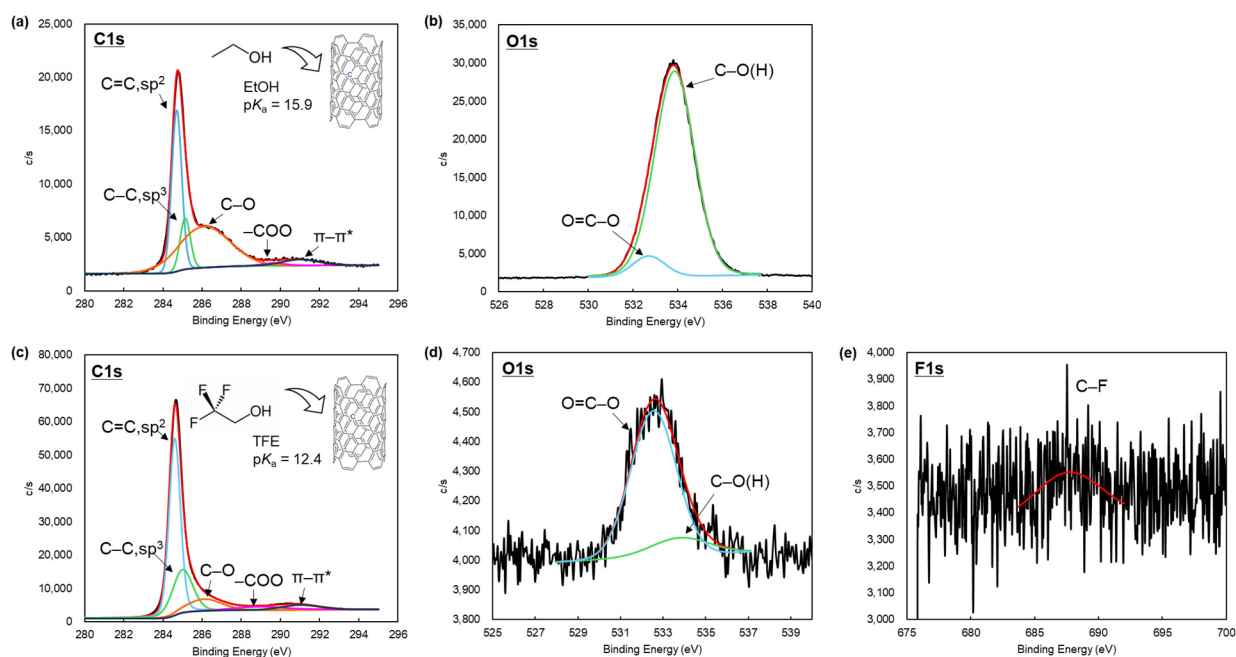 (a)
C1s
25,000
20,000
15,000
10,000
5,000
0
c/s
C=C,sp²
C–C,sp³
C–O
–COO
π–π*
OH
EtOH
pKa = 15.9
C
280 282 284 286 288 290 292 294 296
Binding Energy (eV)
(b)
O1s
35,000
30,000
25,000
20,000
15,000
10,000
5,000
0
c/s
C–O(H)
O=C–O
526 528 530 532 534 536 538 540
Binding Energy (eV)
(c)
C1s
80,000
70,000
60,000
50,000
40,000
30,000
20,000
10,000
0
c/s
F F
F OH
TFE
pKa = 12.4
C
C=C,sp²
C–C,sp³
C–O
–COO
π–π*
280 282 284 286 288 290 292 294 296
Binding Energy (eV)
(d)
O1s
4,700
4,600
4,500
4,400
4,300
4,200
4,100
4,000
3,900
3,800
c/s
O=C–O
C–O(H)
525 527 529 531 533 535 537 539
Binding Energy (eV)
(e)
F1s
4,000
3,900
3,800
3,700
3,600
3,500
3,400
3,300
3,200
3,100
3,000
c/s
C–F
675 680 685 690 695 700
Binding Energy (eV)